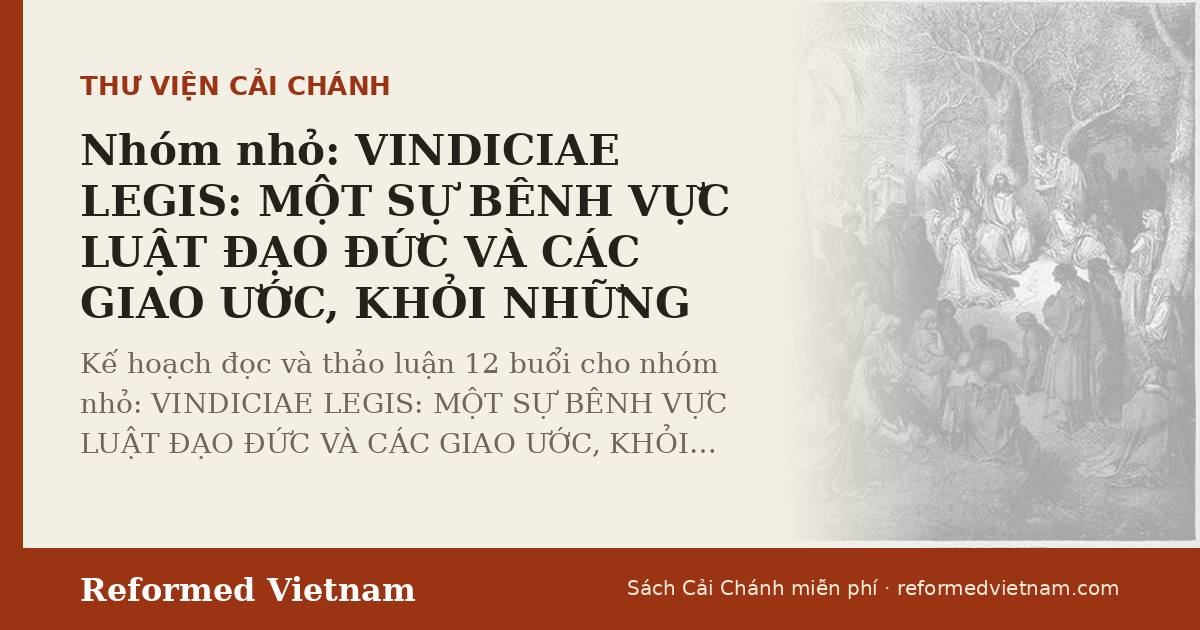 THƯ VIỆN CẢI CHÁNH
Nhóm nhỏ: VINDICIAE
LEGIS: MỘT SỰ BÊNH VỰC
LUẬT ĐẠO ĐỨC VÀ CÁC
GIAO ƯỚC, KHỎI NHỮNG
Kế hoạch đọc và thảo luận 12 buổi cho nhóm
nhỏ: VINDICIAE LEGIS: MỘT SỰ BÊNH VỰC
LUẬT ĐẠO ĐỨC VÀ CÁC GIAO ƯỚC, KHỎI...
Reformed Vietnam
Sách Cải Chánh miễn phí · reformedvietnam.com